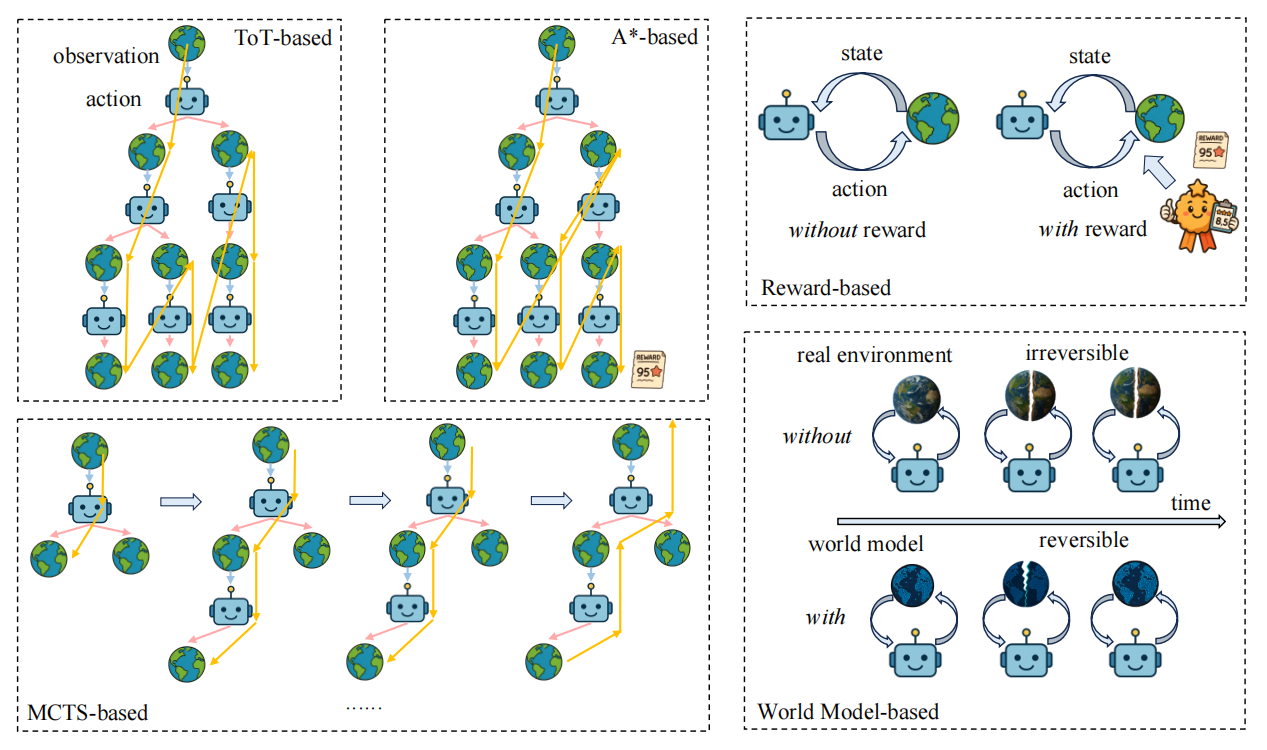 ToT-based
observation
action
A*-based
REWARD
95
state
action
without reward
state
action
with reward
REWARD
95
8.5
Reward-based
MCTS-based
......
real environment
irreversible
without
time
world model
reversible
with
World Model-based